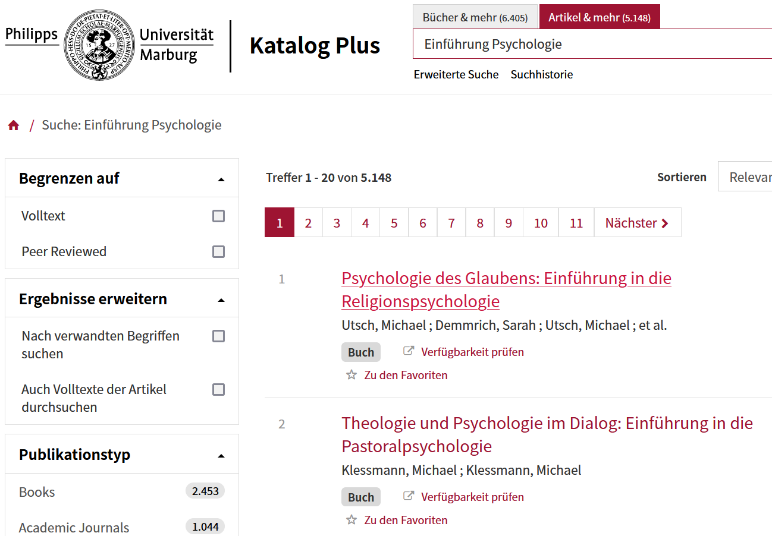 Philipps
Universität
Marburg
Katalog Plus
Bücher & mehr (6.405)
Artikel & mehr (5.148)
Einführung Psychologie
Erweiterte Suche Suchhistorie
/ Suche: Einführung Psychologie
Begrenzen auf
Volltext
Peer Reviewed
Ergebnisse erweitern
Nach verwandten Begriffen
suchen
Auch Volltexte der Artikel
durchsuchen
Publikationstyp
Books 2.453
Academic Journals 1.044
Treffer 1 - 20 von 5.148
Sortieren
1 2 3 4 5 6 7 8 9 10 11 Nächster
1
Psychologie des Glaubens: Einführung in die
Religionspsychologie
Utsch, Michael ; Demmrich, Sarah ; Utsch, Michael ; et al.
Buch Verfügbarkeit prüfen
Zu den Favoriten
2
Theologie und Psychologie im Dialog: Einführung in die
Pastoralpsychologie
Klessmann, Michael ; Klessmann, Michael
Buch Verfügbarkeit prüfen
Zu den Favoriten